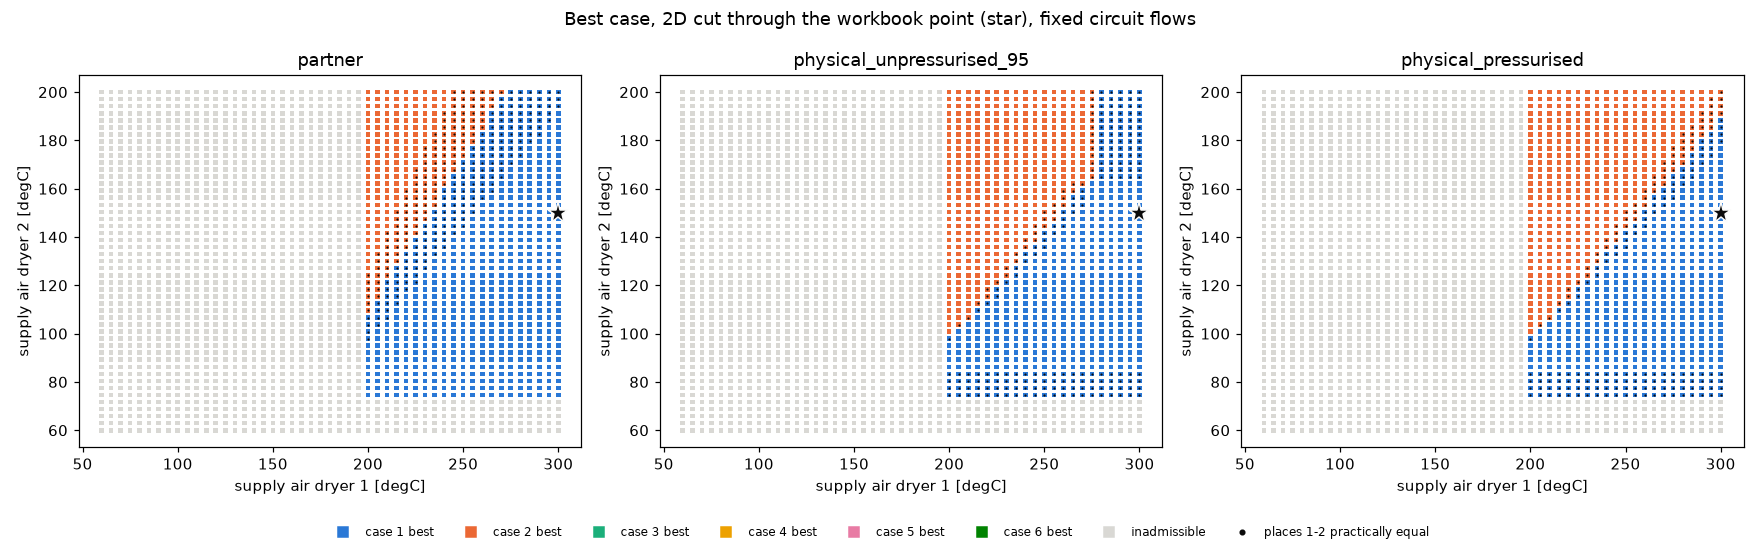 Best case, 2D cut through the workbook point (star), fixed circuit flows
partner
200
180
160
140
120
100
80
60
supply air dryer 2 [degC]
50 100 150 200 250 300
supply air dryer 1 [degC]
physical_unpressurised_95
200
180
160
140
120
100
80
60
supply air dryer 2 [degC]
50 100 150 200 250 300
supply air dryer 1 [degC]
physical_pressurised
200
180
160
140
120
100
80
60
supply air dryer 2 [degC]
50 100 150 200 250 300
supply air dryer 1 [degC]
case 1 best case 2 best case 3 best case 4 best case 5 best case 6 best inadmissible places 1-2 practically equal